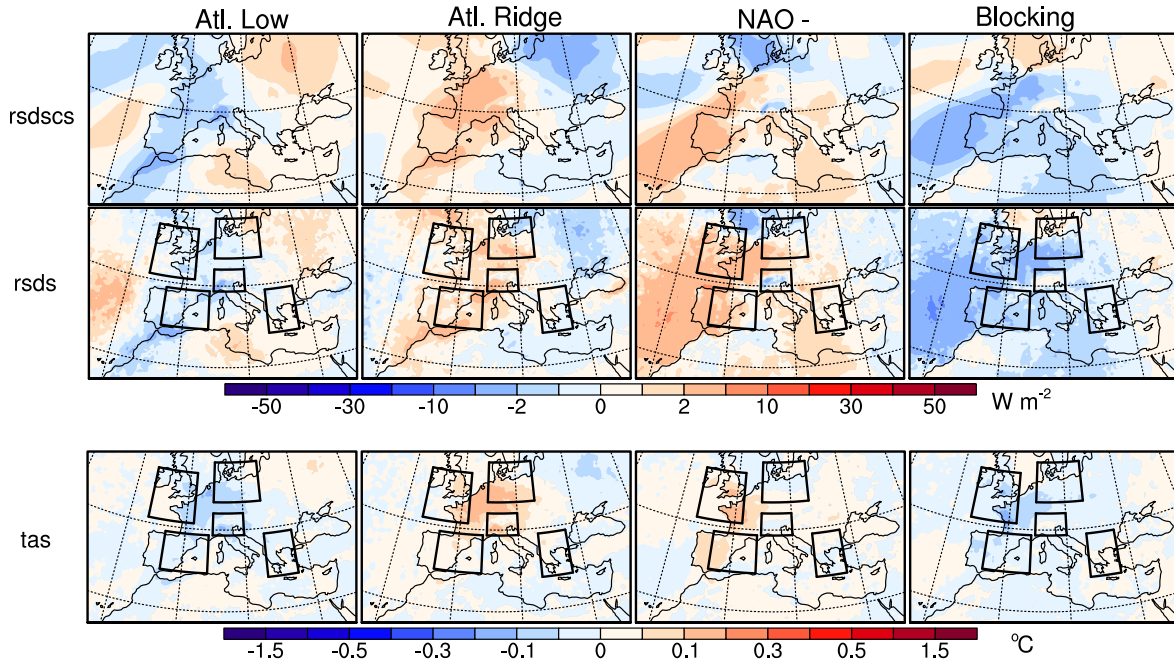 Atl. Low Atl. Ridge NAO - Blocking
rsdscs
rsds
-50 -30 -10 -2 0 2 10 30 50 W m-2
tas
-1.5 -0.5 -0.3 -0.1 0 0.1 0.3 0.5 1.5 °C